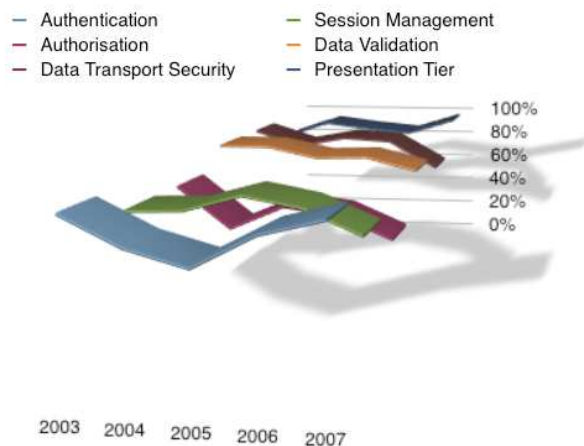 Authentication
Authorisation
Data Transport Security
Session Management
Data Validation
Presentation Tier
100%
80%
60%
40%
20%
0%
2003 2004 2005 2006 2007